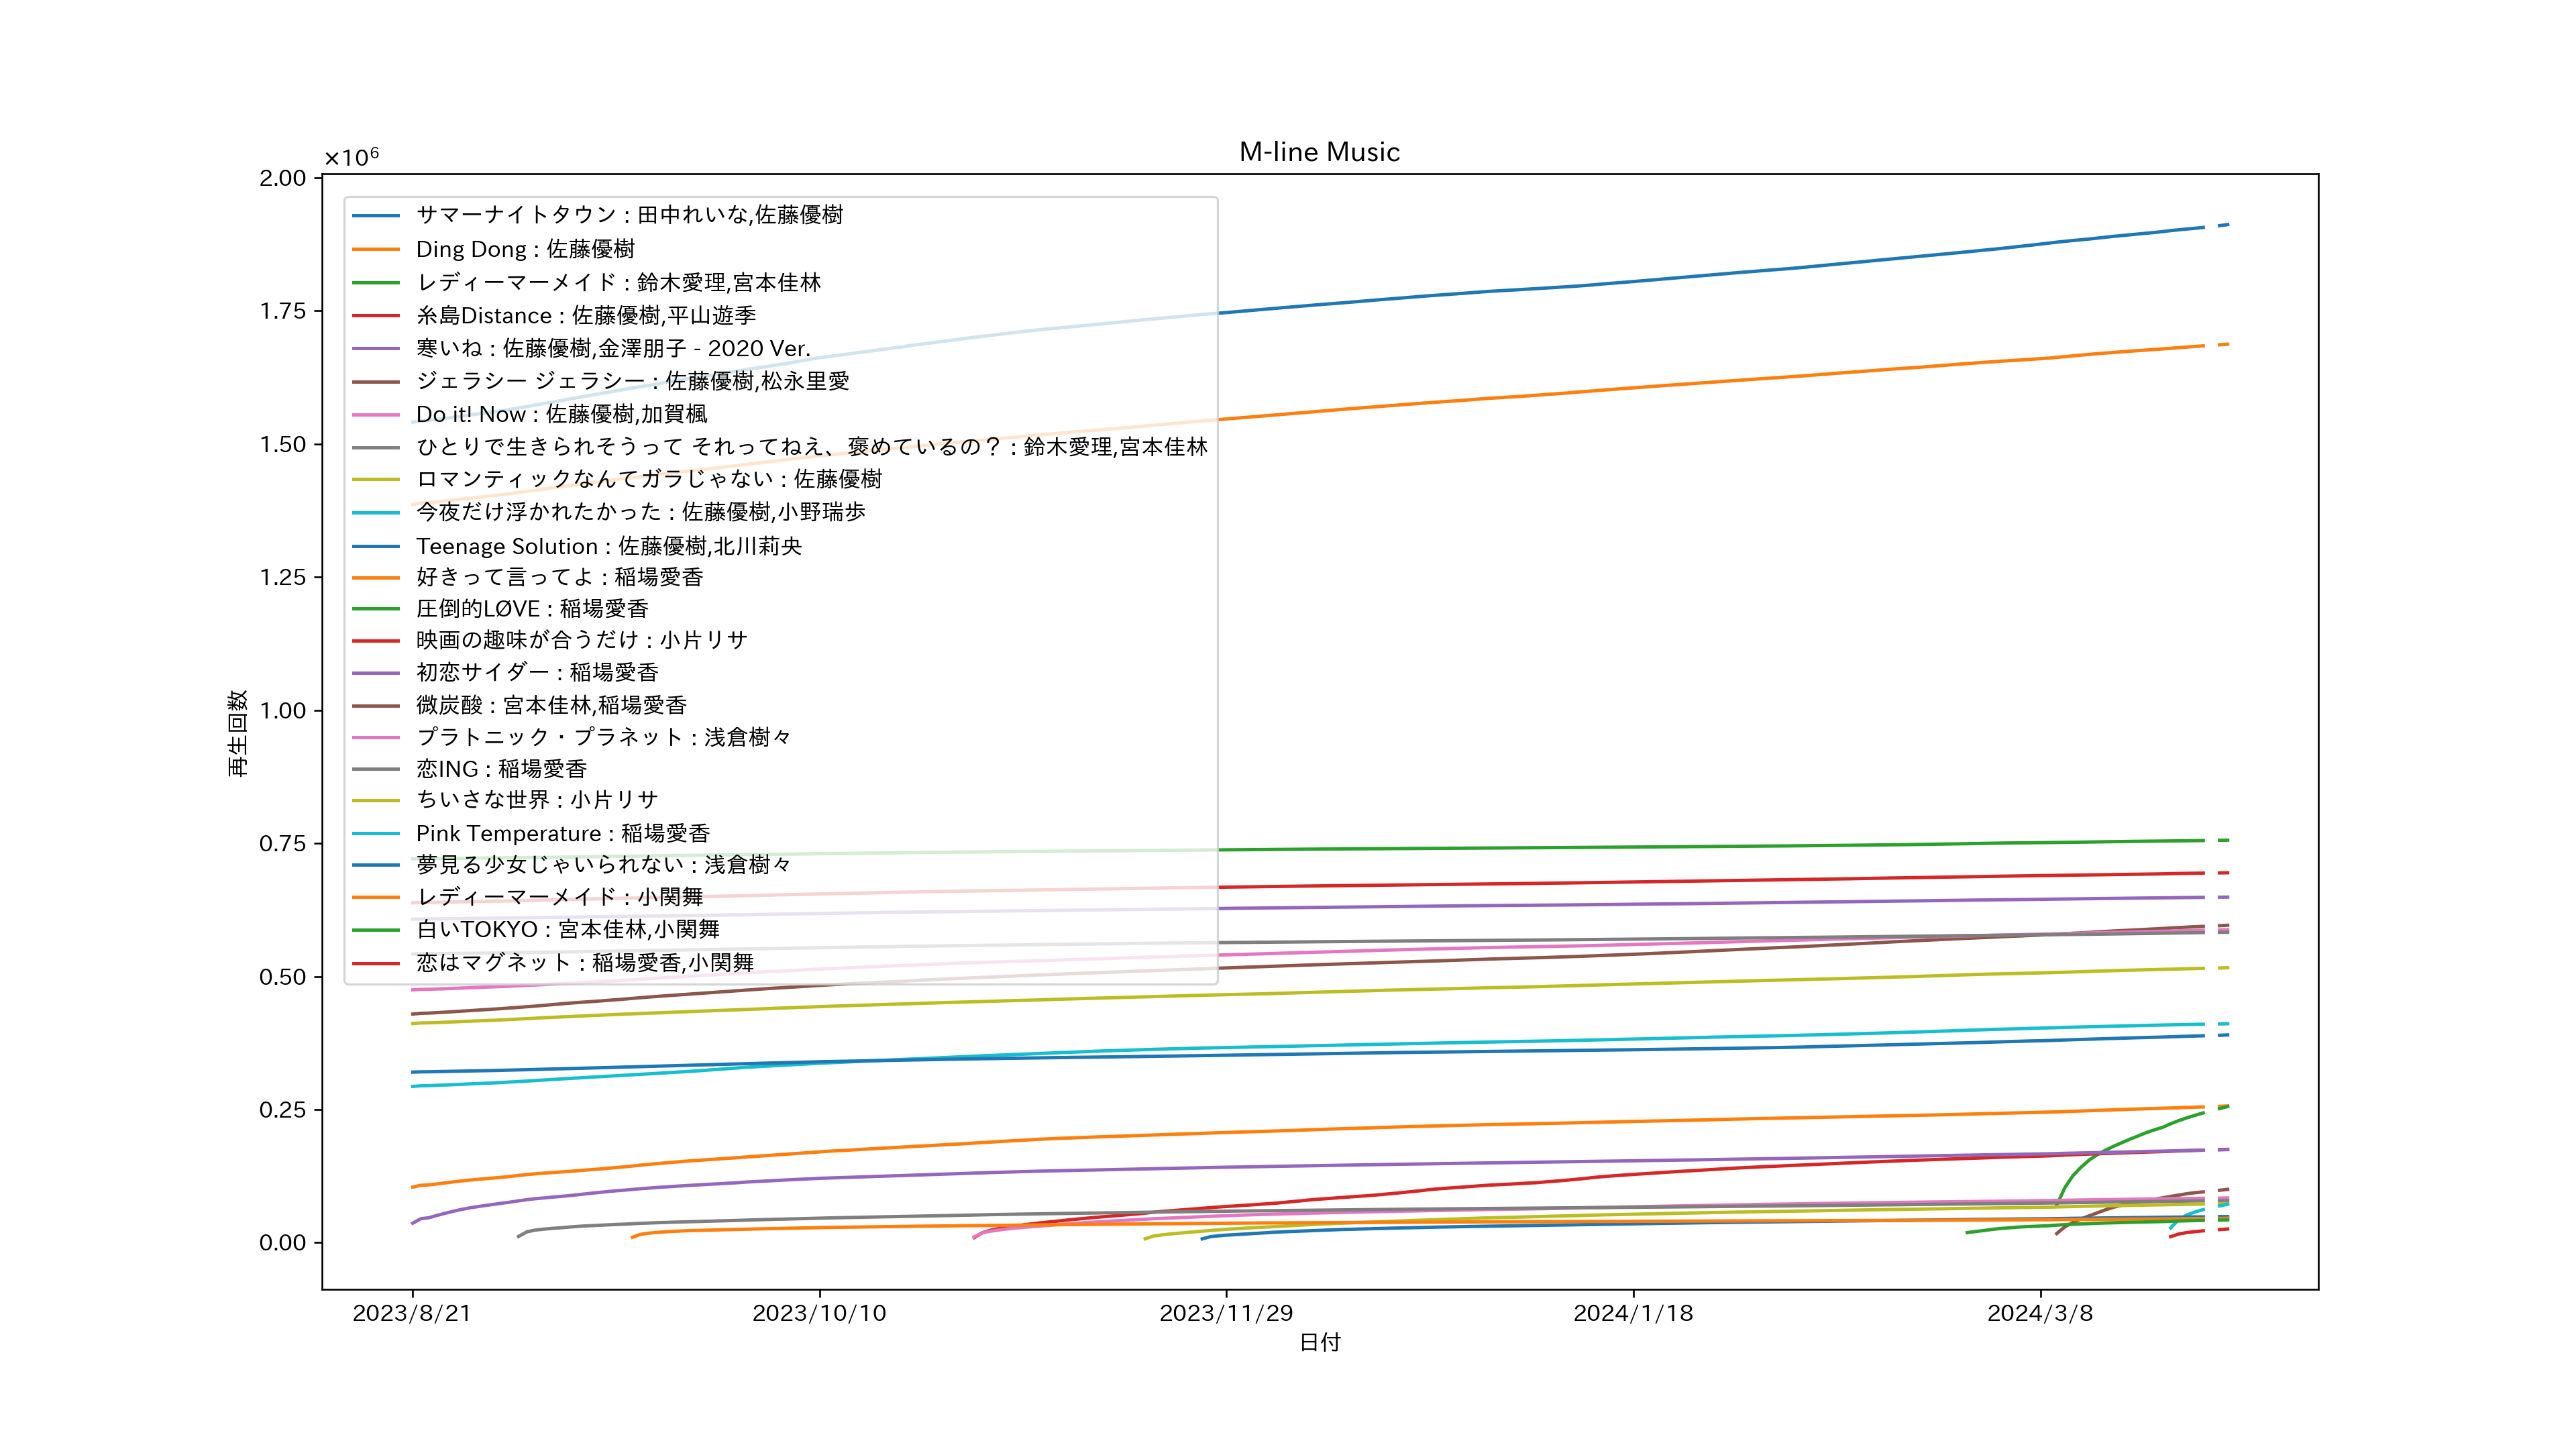 M-line Music
×10⁶
2.00
1.75
1.50
1.25
1.00
0.75
0.50
0.25
0.00
再生回数
サマーナイトタウン : 田中れいな,佐藤優樹
Ding Dong : 佐藤優樹
レディーマーメイド : 鈴木愛理,宮本佳林
糸島Distance : 佐藤優樹,平山遊季
寒いね : 佐藤優樹,金澤朋子 - 2020 Ver.
ジェラシー ジェラシー : 佐藤優樹,松永里愛
Do it! Now : 佐藤優樹,加賀楓
ひとりで生きられそうって それってねえ、褒めているの？ : 鈴木愛理,宮本佳林
ロマンティックなんてガラじゃない : 佐藤優樹
今夜だけ浮かれたかった : 佐藤優樹,小野瑞歩
Teenage Solution : 佐藤優樹,北川莉央
好きって言ってよ : 稲場愛香
圧倒的LØVE : 稲場愛香
映画の趣味が合うだけ : 小片リサ
初恋サイダー : 稲場愛香
微炭酸 : 宮本佳林,稲場愛香
プラトニック・プラネット : 浅倉樹々
恋ING : 稲場愛香
ちいさな世界 : 小片リサ
Pink Temperature : 稲場愛香
夢見る少女じゃいられない : 浅倉樹々
レディーマーメイド : 小関舞
白いTOKYO : 宮本佳林,小関舞
恋はマグネット : 稲場愛香,小関舞
2023/8/21
2023/10/10
2023/11/29
2024/1/18
2024/3/8
日付